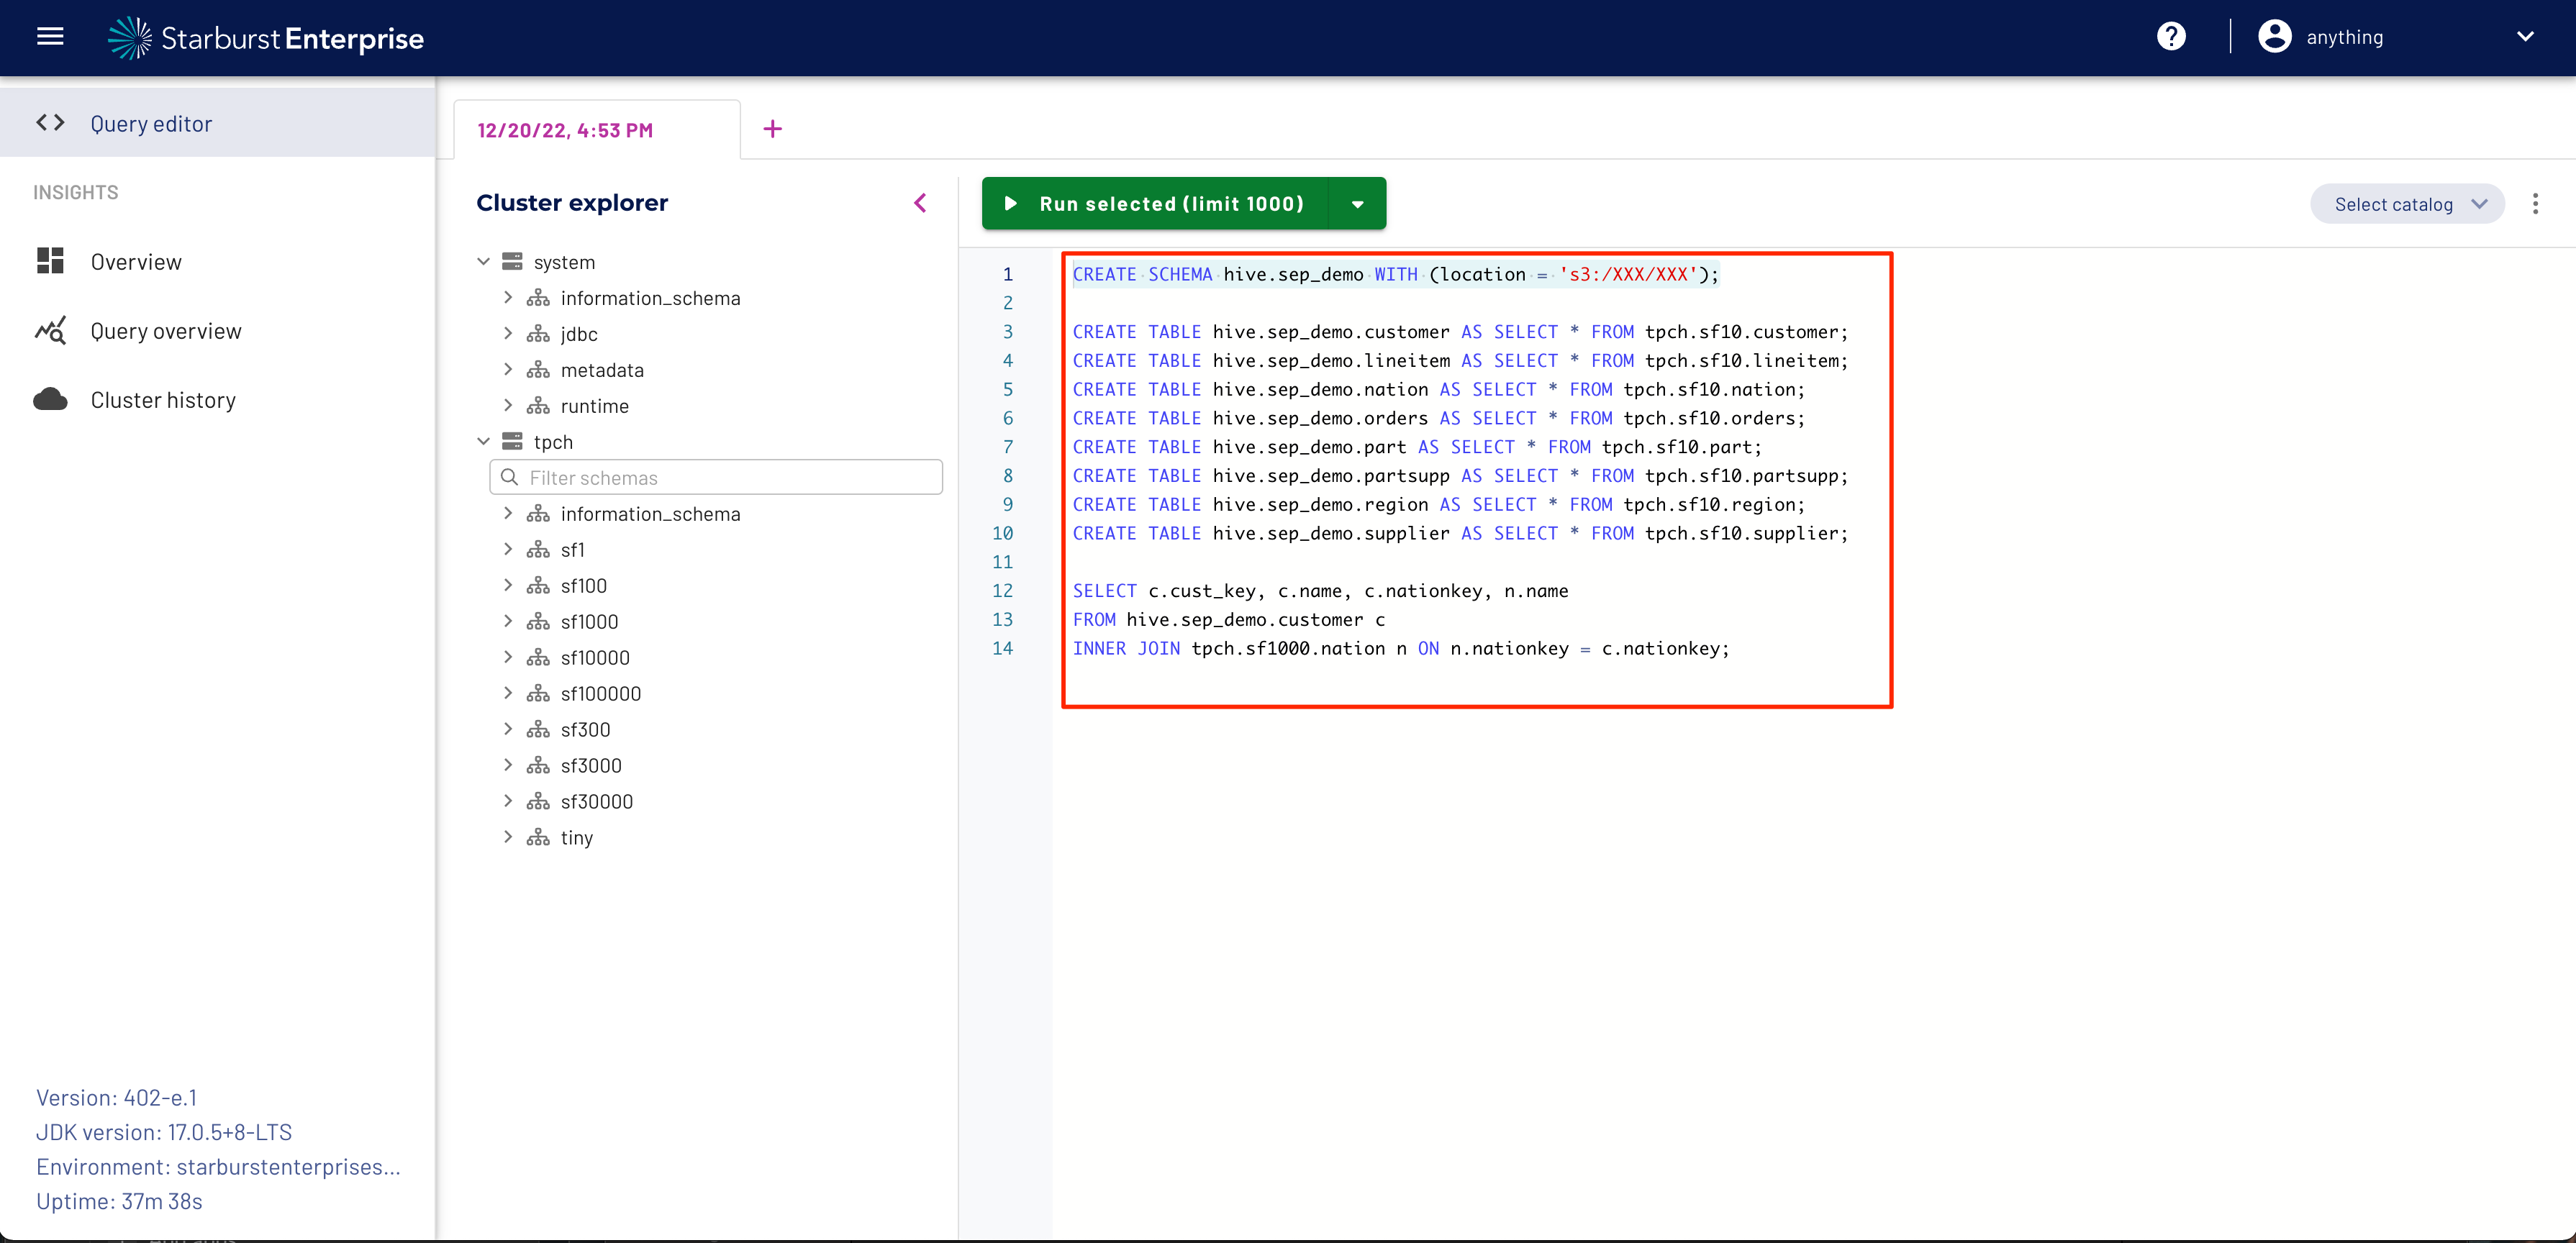 Starburst Enterprise
anything
Query editor
INSIGHTS
Overview
Query overview
Cluster history
Version: 402-e.1
JDK version: 17.0.5+8-LTS
Environment: starburstenterprises...
Uptime: 37m 38s
12/20/22, 4:53 PM
Cluster explorer
system
information_schema
jdbc
metadata
runtime
tpch
Filter schemas
information_schema
sf1
sf100
sf1000
sf10000
sf100000
sf300
sf3000
sf30000
tiny
Run selected (limit 1000)
Select catalog
1 CREATE SCHEMA hive.sep_demo WITH (location = 's3:/XXX/XXX');
2
3 CREATE TABLE hive.sep_demo.customer AS SELECT * FROM tpch.sf10.customer;
4 CREATE TABLE hive.sep_demo.lineitem AS SELECT * FROM tpch.sf10.lineitem;
5 CREATE TABLE hive.sep_demo.nation AS SELECT * FROM tpch.sf10.nation;
6 CREATE TABLE hive.sep_demo.orders AS SELECT * FROM tpch.sf10.orders;
7 CREATE TABLE hive.sep_demo.part AS SELECT * FROM tpch.sf10.part;
8 CREATE TABLE hive.sep_demo.partsupp AS SELECT * FROM tpch.sf10.partsupp;
9 CREATE TABLE hive.sep_demo.region AS SELECT * FROM tpch.sf10.region;
10 CREATE TABLE hive.sep_demo.supplier AS SELECT * FROM tpch.sf10.supplier;
11
12 SELECT c.cust_key, c.name, c.nationkey, n.name
13 FROM hive.sep_demo.customer c
14 INNER JOIN tpch.sf1000.nation n ON n.nationkey = c.nationkey;